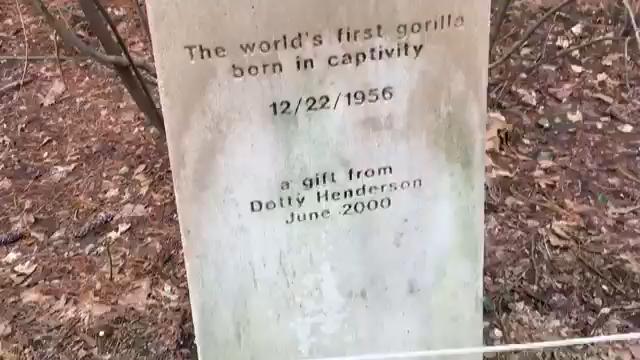 The world's first gorilla
born in captivity
12/22/1956
a gift from
Dotty Henderson
June 2000